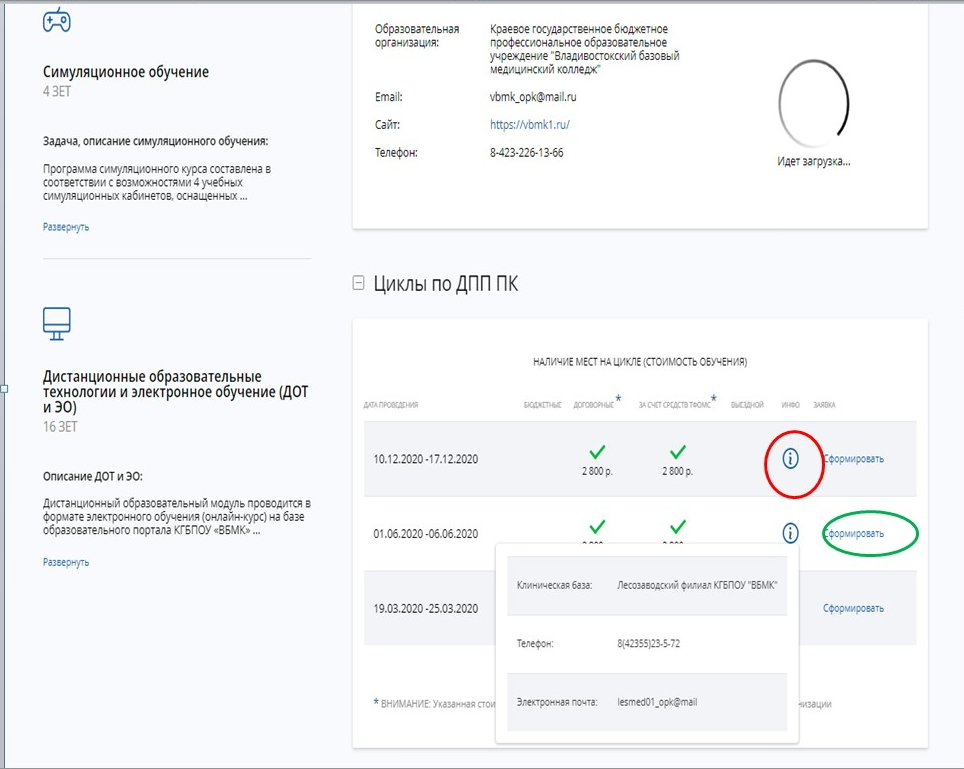 Симуляционное обучение
4 ЗЕТ
Задача, описание симуляционного обучения:
Программа симуляционного курса составлена в
соответствии с возможностями 4 учебных
симуляционных кабинетов, оснащенных ...
Развернуть
Дистанционные образовательные
технологии и электронное обучение (ДОТ
и ЭО)
16 ЗЕТ
Описание ДОТ и ЭО:
Дистанционный образовательный модуль проводится в
формате электронного обучения (онлайн-курс) на базе
образовательного портала КГБПОУ «ВБМК» ...
Развернуть
Образовательная
организация:
Краевое государственное бюджетное
профессиональное образовательное
учреждение "Владивостокский базовый
медицинский колледж"
Email: vbmk_opk@mail.ru
Сайт: https://vbmk1.ru/
Телефон: 8-423-226-13-66
Идет загрузка...
Циклы по ДПП ПК
НАЛИЧИЕ МЕСТ НА ЦИКЛЕ (СТОИМОСТЬ ОБУЧЕНИЯ)
ДАТА ПРОВЕДЕНИЯ БЮДЖЕТНЫЕ ДОГОВОРНЫЕ * ЗА СЧЕТ СРЕДСТВ ТФОМС * ВЫЕЗДНОЙ ИНФО ЗАЯВКА
10.12.2020 -17.12.2020 2 800 р. 2 800 р. Сформировать
01.06.2020 -06.06.2020 Сформировать
19.03.2020 -25.03.2020 Сформировать
Клиническая база: Лесозаводский филиал КГБПОУ "ВБМК"
Телефон: 8(42355)23-5-72
Электронная почта: lesmed01_opk@mail
* ВНИМАНИЕ: Указанная стои низации